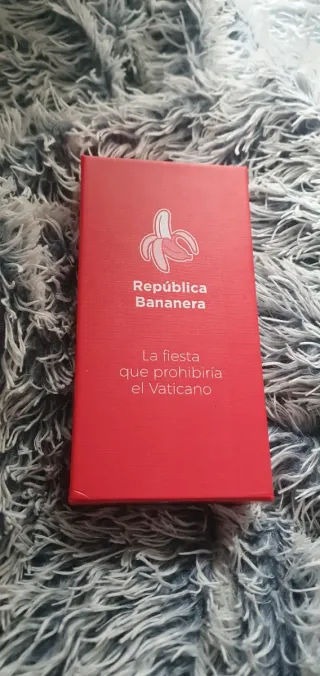 República
Bananera
La fiesta
que prohibiría
el Vaticano